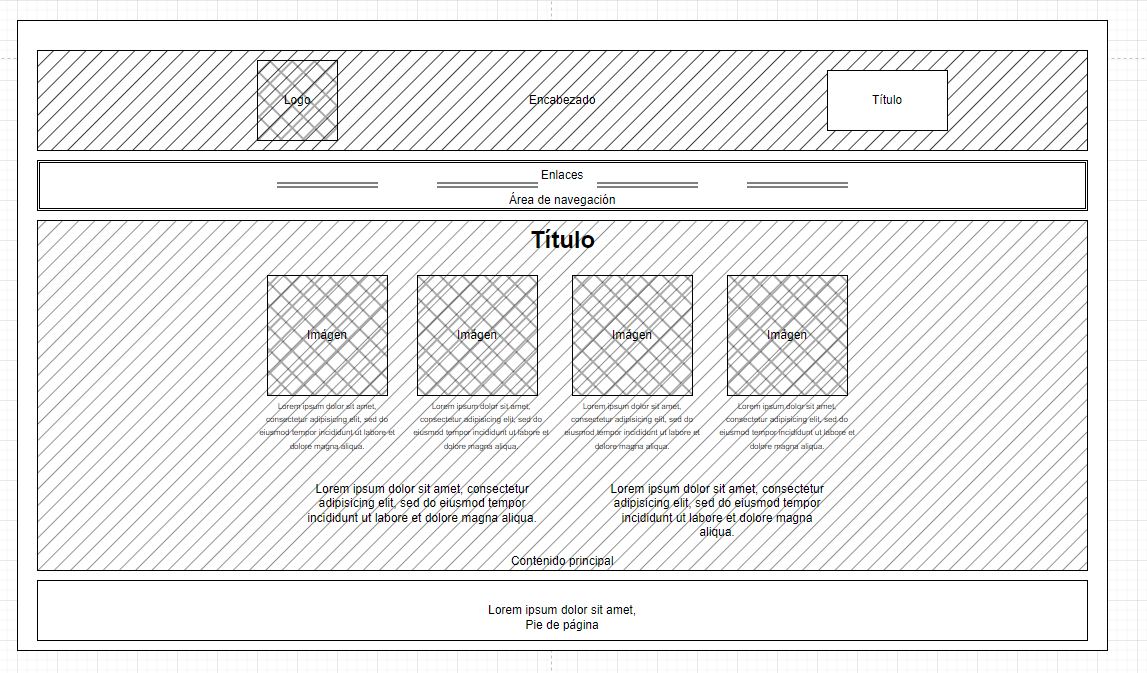 Logo
Encabezado
Título
Enlaces
Área de navegación
Título
Imágen
Imágen
Imágen
Imágen
Lorem ipsum dolor sit amet,
consectetur adipisicing elit, sed do
eiusmod tempor incididunt ut labore et
dolore magna aliqua.
Lorem ipsum dolor sit amet,
consectetur adipisicing elit, sed do
eiusmod tempor incididunt ut labore et
dolore magna aliqua.
Lorem ipsum dolor sit amet,
consectetur adipisicing elit, sed do
eiusmod tempor incididunt ut labore et
dolore magna aliqua.
Lorem ipsum dolor sit amet,
consectetur adipisicing elit, sed do
eiusmod tempor incididunt ut labore et
dolore magna aliqua.
Lorem ipsum dolor sit amet, consectetur
adipisicing elit, sed do eiusmod tempor
incididunt ut labore et dolore magna aliqua.
Lorem ipsum dolor sit amet, consectetur
adipisicing elit, sed do eiusmod tempor
incididunt ut labore et dolore magna
aliqua.
Contenido principal
Lorem ipsum dolor sit amet,
Pie de página